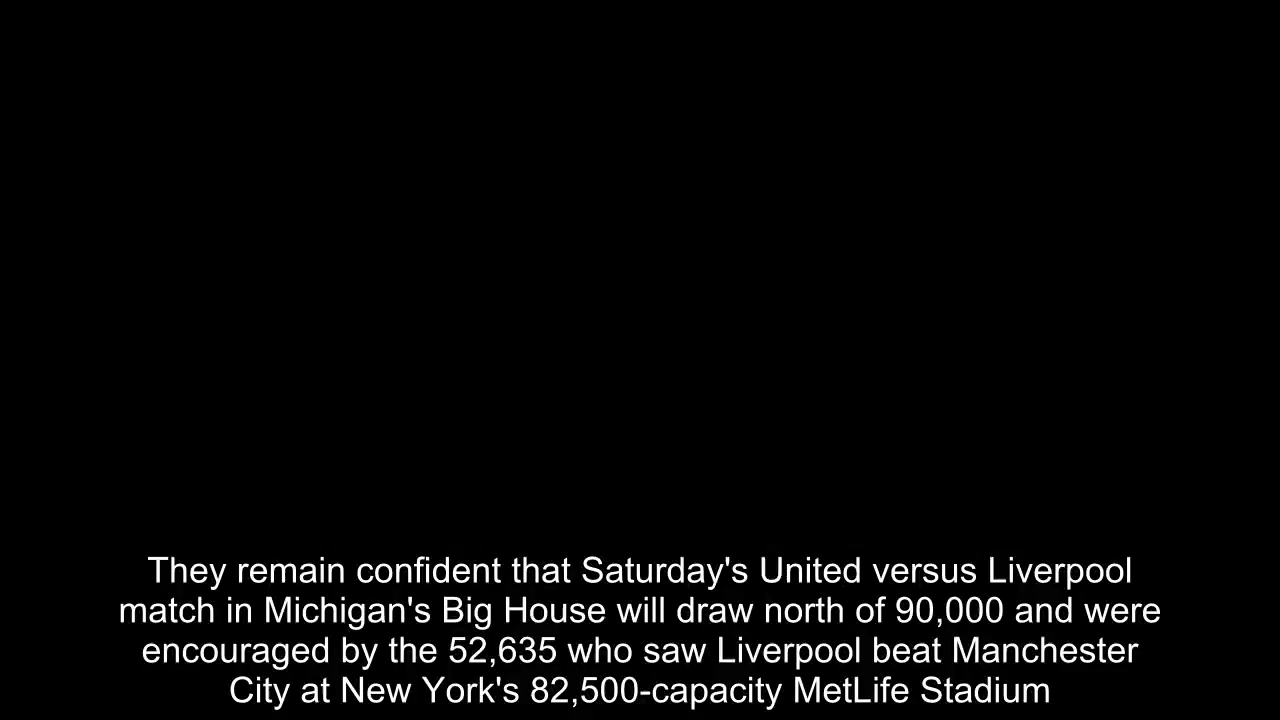 They remain confident that Saturday's United versus Liverpool
match in Michigan's Big House will draw north of 90,000 and were
encouraged by the 52,635 who saw Liverpool beat Manchester
City at New York's 82,500-capacity MetLife Stadium